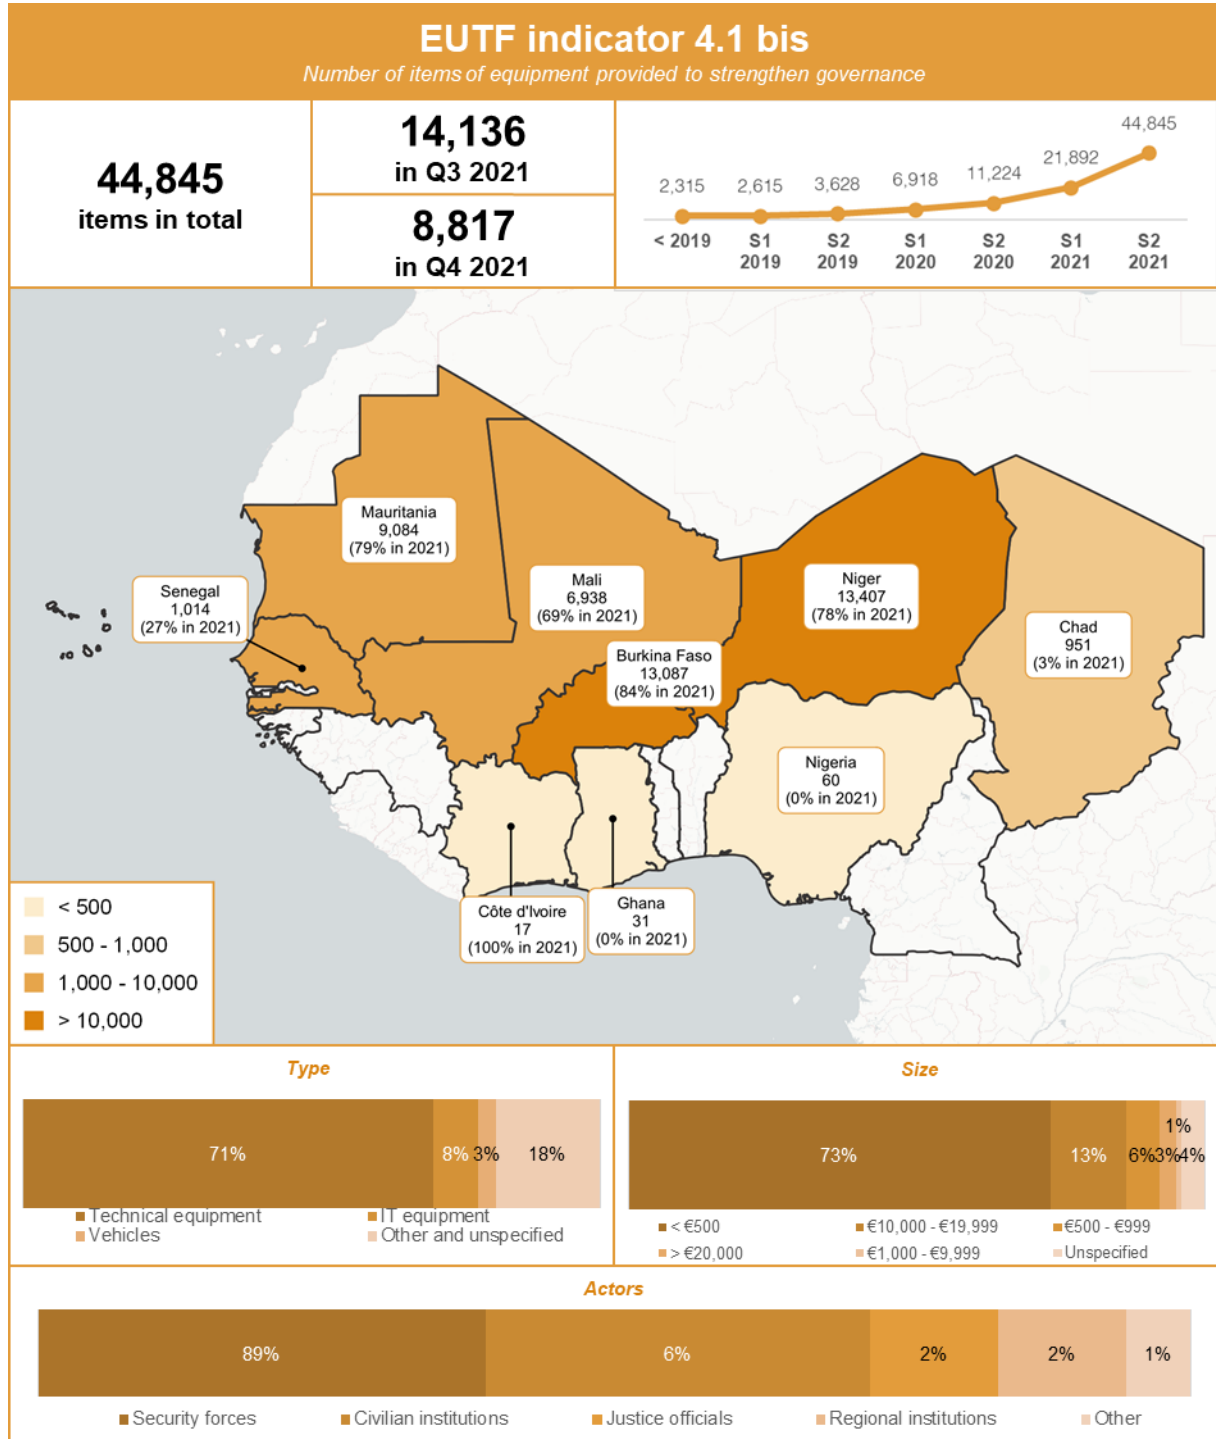 EUTF indicator 4.1 bis
Number of items of equipment provided to strengthen governance
44,845
items in total
14,136
in Q3 2021
8,817
in Q4 2021
2,315
2,615
3,628
6,918
11,224
21,892
44,845
< 2019
S1
2019
S2
2019
S1
2020
S2
2020
S1
2021
S2
2021
Mauritania
9,084
(79% in 2021)
Senegal
1,014
(27% in 2021)
Mali
6,938
(69% in 2021)
Niger
13,407
(78% in 2021)
Burkina Faso
13,087
(84% in 2021)
Chad
951
(3% in 2021)
Nigeria
60
(0% in 2021)
Côte d'Ivoire
17
(100% in 2021)
Ghana
31
(0% in 2021)
< 500
500 - 1,000
1,000 - 10,000
> 10,000
Type
71%
8%
3%
18%
Technical equipment
IT equipment
Vehicles
Other and unspecified
Size
73%
13%
6%
3%
1%
4%
< €500
€10,000 - €19,999
€500 - €999
> €20,000
€1,000 - €9,999
Unspecified
Actors
89%
6%
2%
2%
1%
Security forces
Civilian institutions
Justice officials
Regional institutions
Other